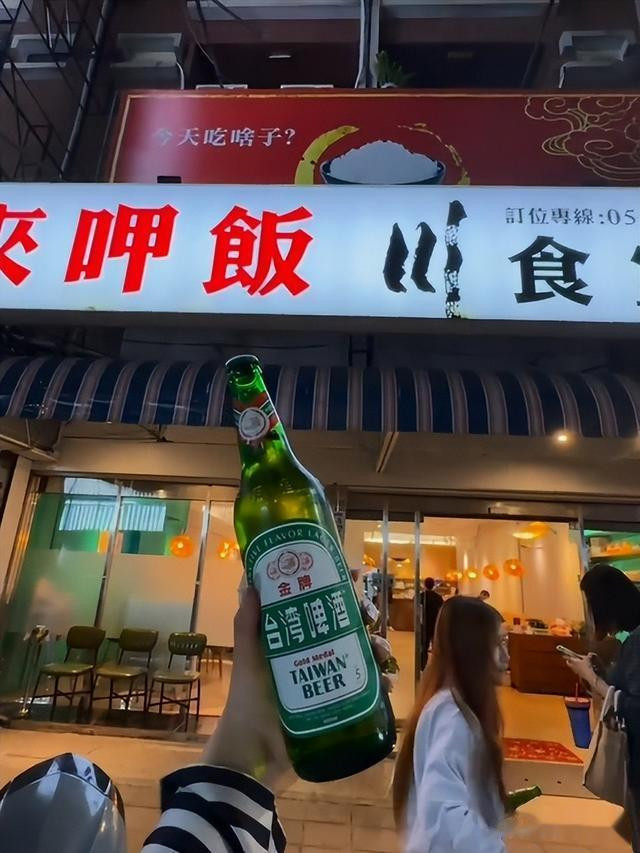 今天吃啥子?
來呷飯 川 食
訂位專線:05
金牌
台湾啤酒
Gold Medal
TAIWAN
BEER